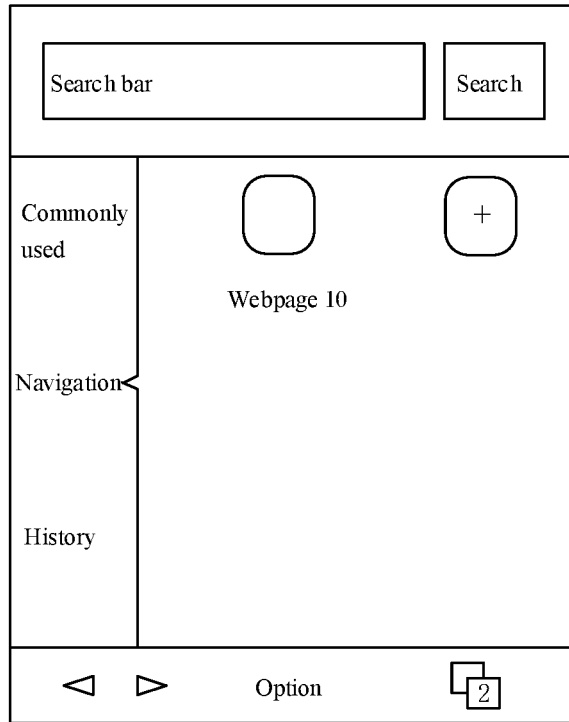 Search bar
Search
Commonly
used
+
Webpage 10
Navigation
History
Option
2